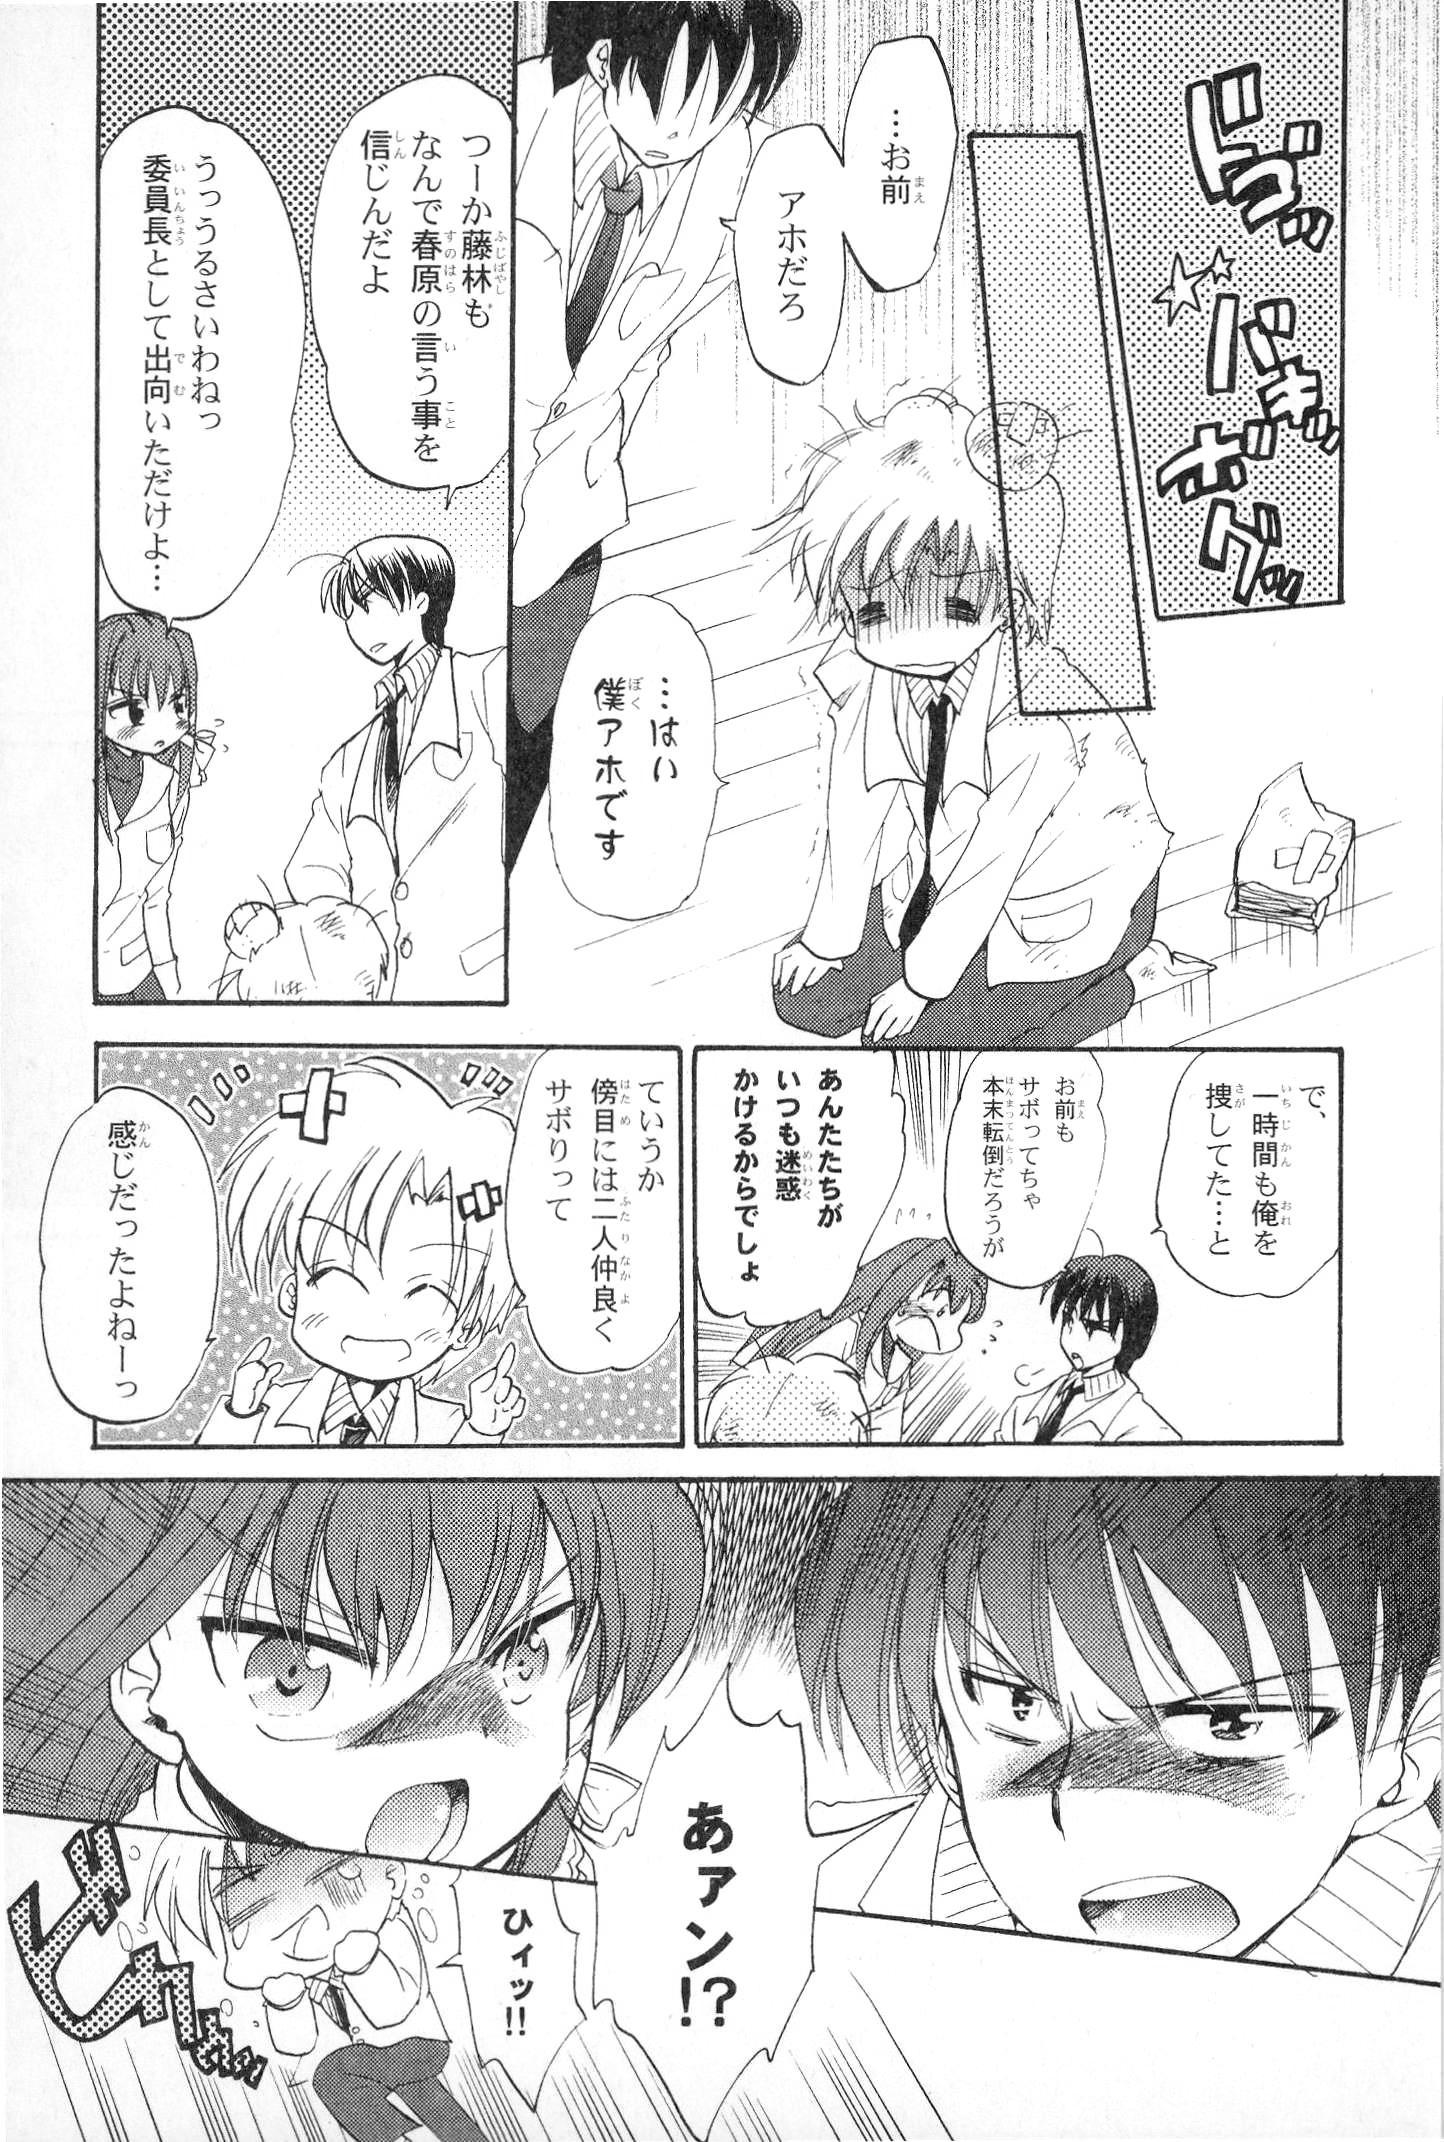 ドゴッ
バキッ
ボグッ
…お前
アホだろ
…はい
僕アホです
つーか藤林も
なんで春原の言う事を
信じんだよ
うっうるさいわねっ
委員長として出向いただけよ…
で、
一時間も俺を
捜してた…と
お前も
サボってちゃ
本末転倒だろうが
あんたたちが
いつも迷惑
かけるからでしょ
ていうか
傍目には二人仲良く
サボりって
感じだったよねーっ
あァン!?
ヒィッ!!